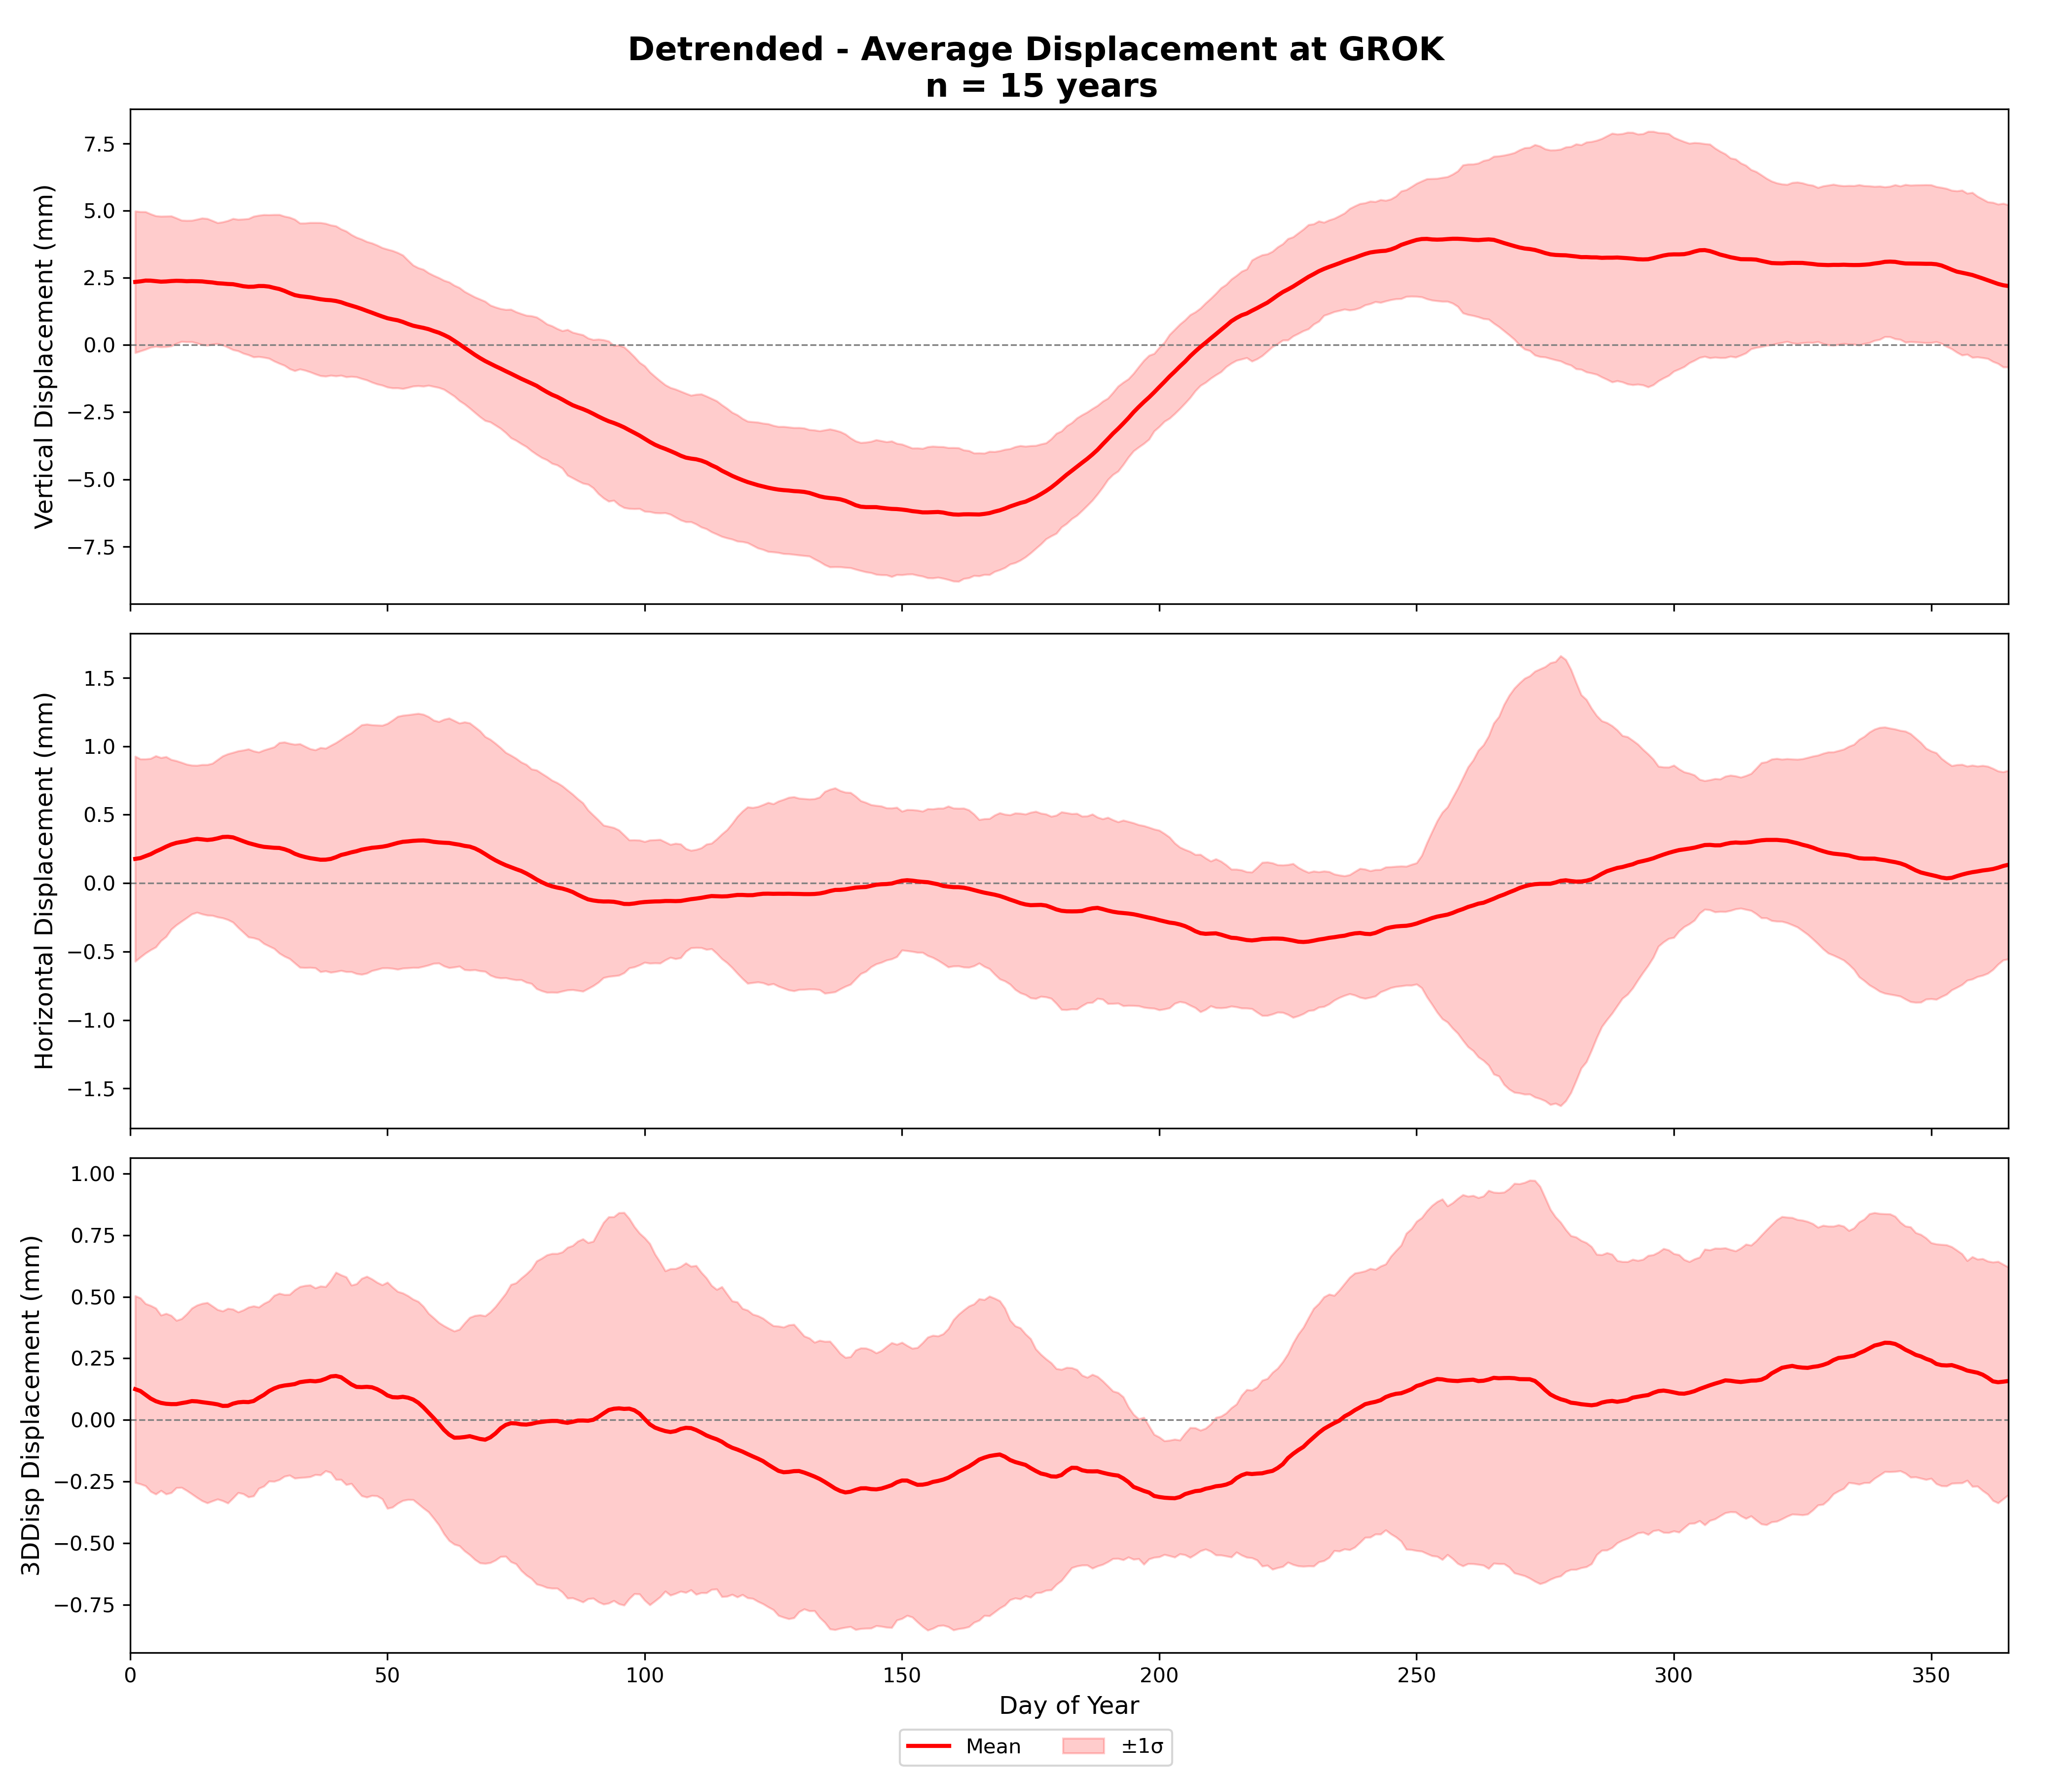 Detrended - Average Displacement at GROK
n = 15 years
Vertical Displacement (mm)
7.5
5.0
2.5
0.0
−2.5
−5.0
−7.5
Horizontal Displacement (mm)
1.5
1.0
0.5
0.0
−0.5
−1.0
−1.5
3DDisp Displacement (mm)
1.00
0.75
0.50
0.25
0.00
−0.25
−0.50
−0.75
0 50 100 150 200 250 300 350
Day of Year
Mean ±1σ